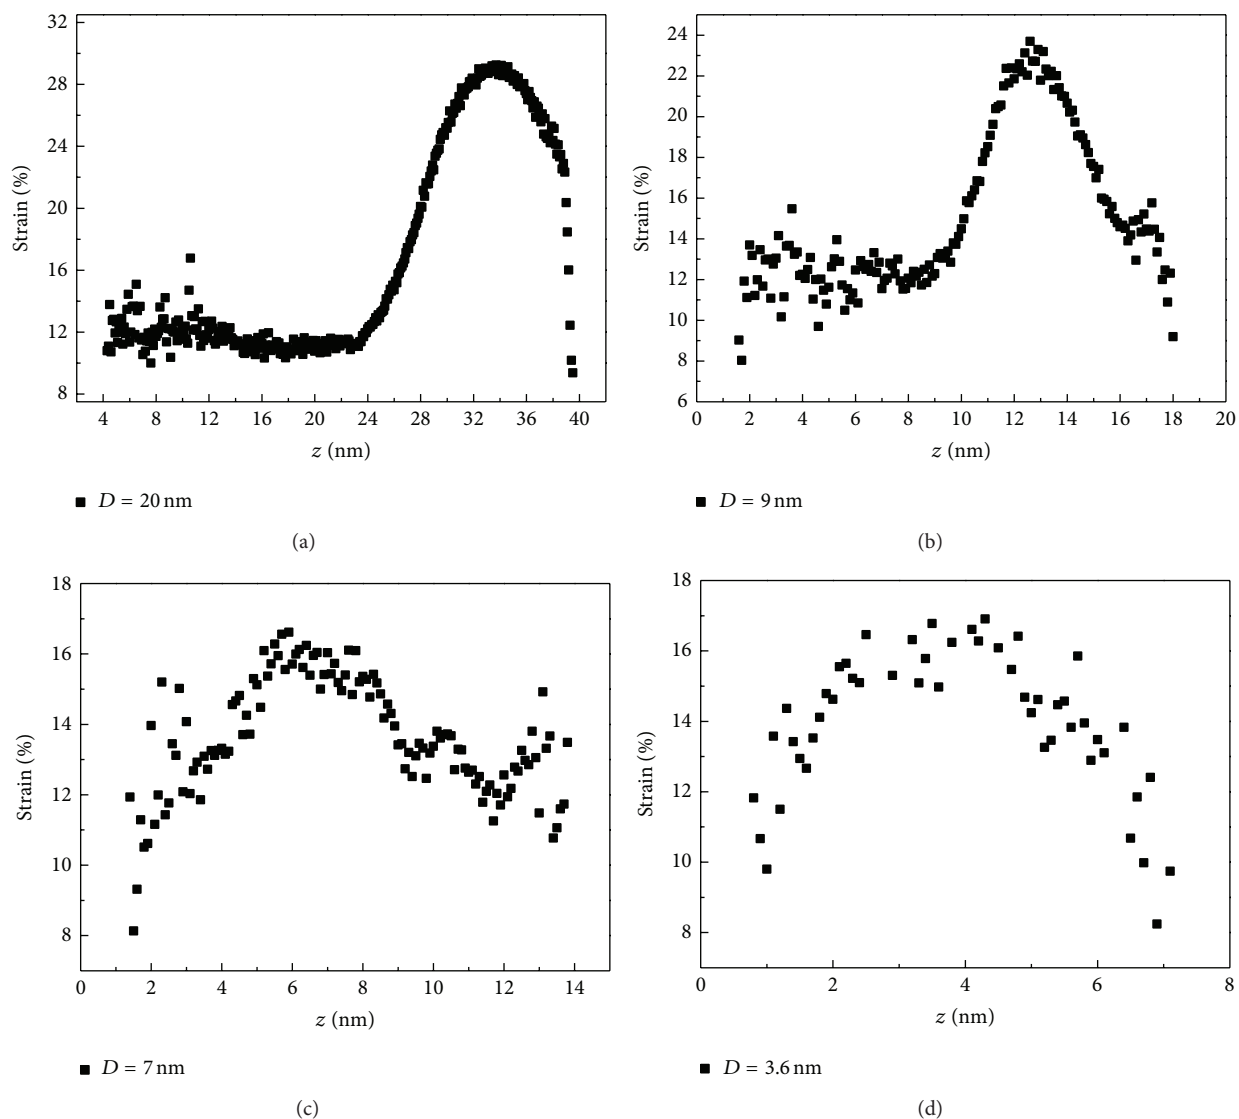 32
28
24
20
16
12
8
Strain (%)
4 8 12 16 20 24 28 32 36 40
z (nm)
D = 20 nm
(a)
24
22
20
18
16
14
12
10
8
6
Strain (%)
0 2 4 6 8 10 12 14 16 18 20
z (nm)
D = 9 nm
(b)
18
16
14
12
10
8
Strain (%)
0 2 4 6 8 10 12 14
z (nm)
D = 7 nm
(c)
18
16
14
12
10
8
Strain (%)
0 2 4 6 8
z (nm)
D = 3.6 nm
(d)